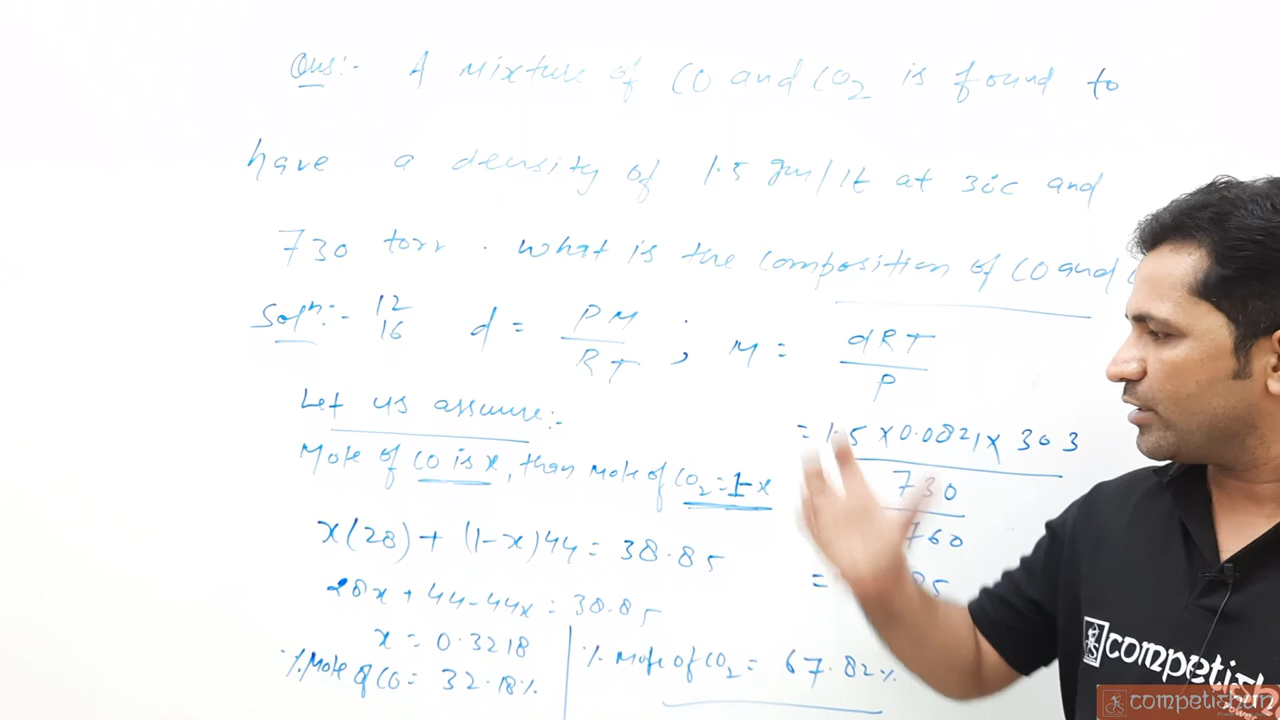 Ques:- A Mixture of CO and CO2 is found to
have a density of 1.5 gm/lt at 30°C and
730 torr. what is the composition of CO and
Soln:- 12 16 d = PM/RT ; M = dRT/P
Let us assume:-
= 1.5 x 0.0821 x 303
730
760
Mole of CO is x, than mole of CO2 = 1-x
x(28) + (1-x)44 = 38.85
28x + 44-44x = 38.85
x = 0.3218
% Mole of CO = 32.18%
% Mole of CO2 = 67.82%
competish
competishun